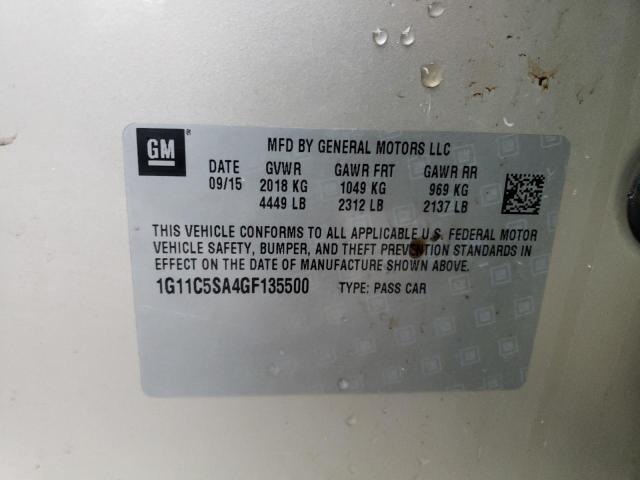 GM ®
MFD BY GENERAL MOTORS LLC
DATE GVWR GAWR FRT GAWR RR
09/15 2018 KG 1049 KG 969 KG
4449 LB 2312 LB 2137 LB
THIS VEHICLE CONFORMS TO ALL APPLICABLE U.S. FEDERAL MOTOR
VEHICLE SAFETY, BUMPER, AND THEFT PREVENTION STANDARDS IN
EFFECT ON THE DATE OF MANUFACTURE SHOWN ABOVE.
1G11C5SA4GF135500 TYPE: PASS CAR